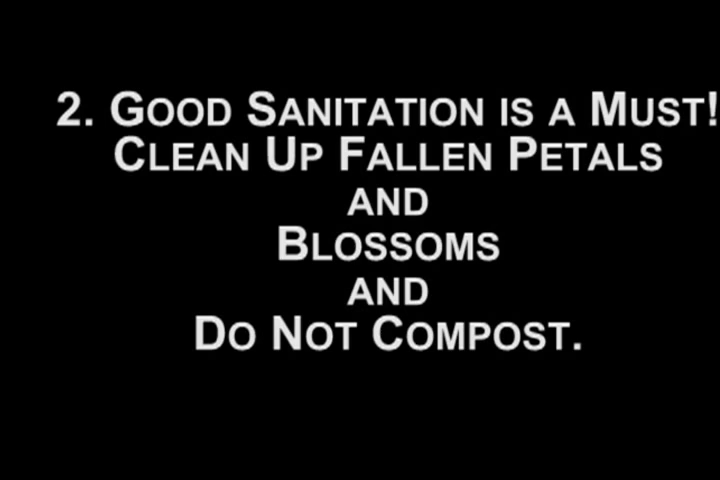 2. Good Sanitation is a Must!
Clean Up Fallen Petals
and
Blossoms
and
Do Not Compost.